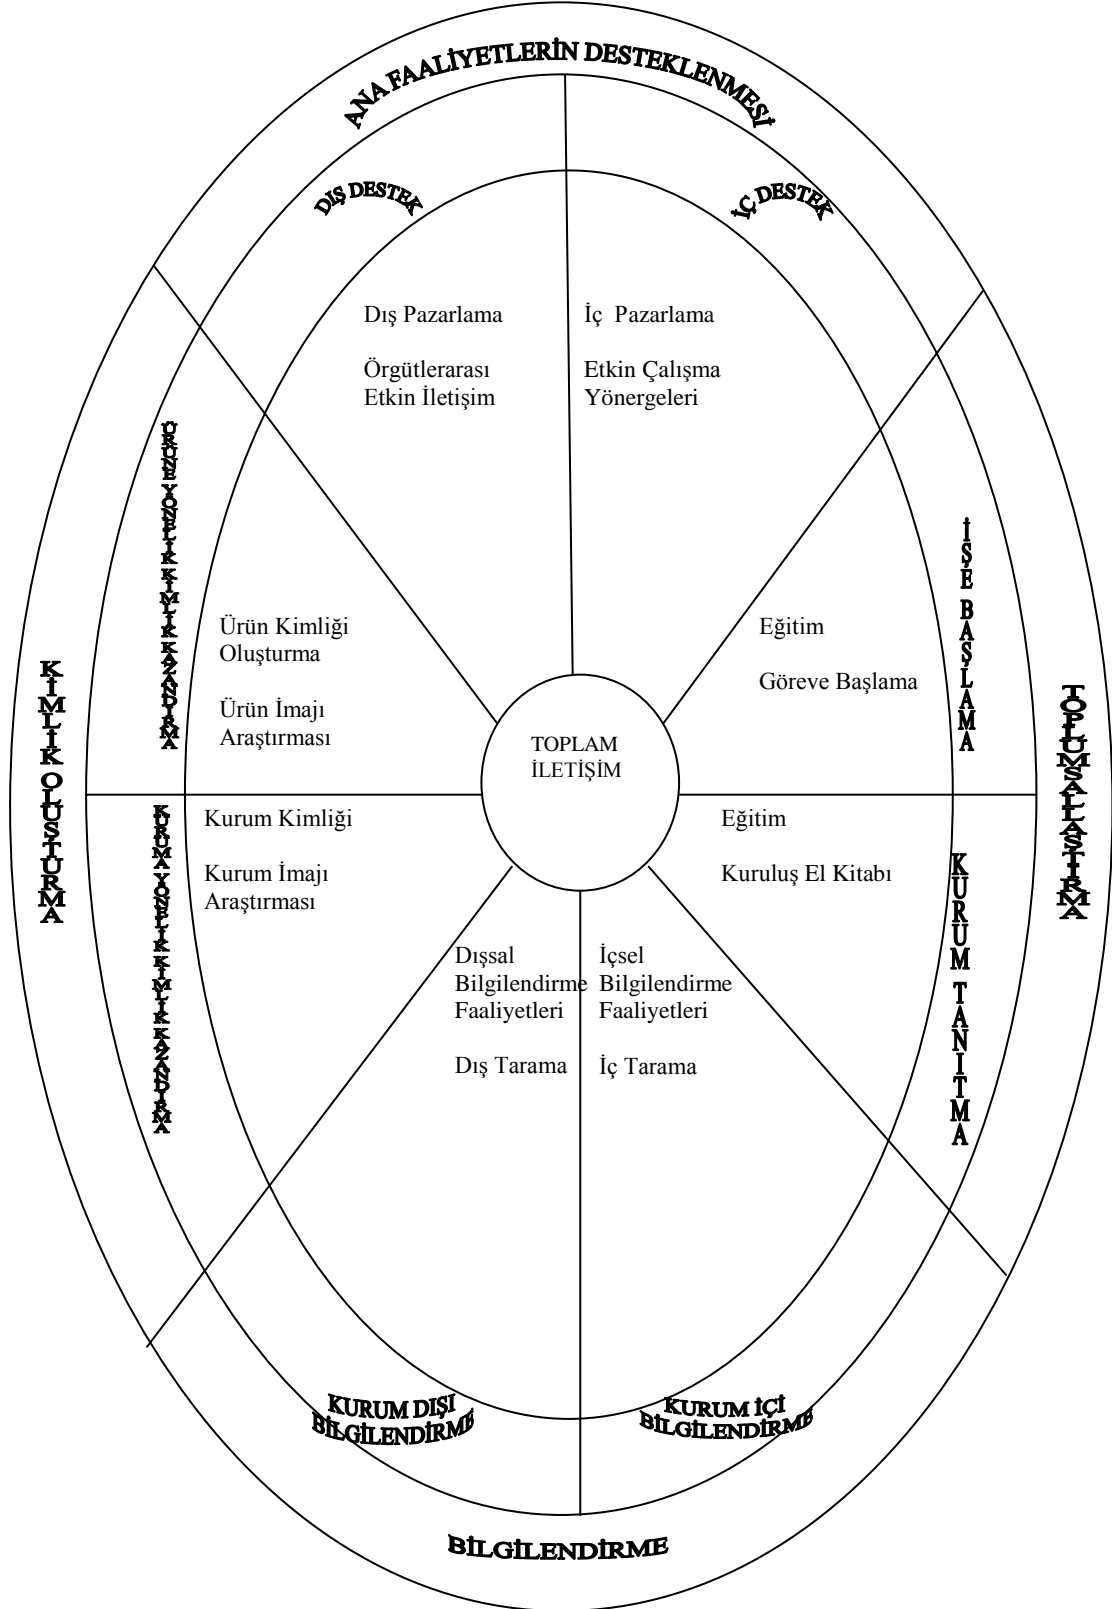 ANA FAALİYETLERİN DESTEKLENMESİ
DIŞ DESTEK
İÇ DESTEK
Dış Pazarlama
Örgütlerarası
Etkin İletişim
İç Pazarlama
Etkin Çalışma
Yönergeleri
KİMLİK OLUŞTURMA
ÜRÜNE YÖNELİK KİMLİK KAZANDIRMA
Ürün Kimliği
Oluşturma
Ürün İmajı
Araştırması
TOPLAM
İLETİŞİM
Eğitim
Göreve Başlama
İŞE BAŞLAMA
TOPLUMSALLAŞTIRMA
KURUMA YÖNELİK KİMLİK KAZANDIRMA
Kurum Kimliği
Kurum İmajı
Araştırması
Eğitim
Kuruluş El Kitabı
KURUM TANITMA
Dışsal
Bilgilendirme
Faaliyetleri
Dış Tarama
İçsel
Bilgilendirme
Faaliyetleri
İç Tarama
KURUM DIŞI
BİLGİLENDİRME
KURUM İÇİ
BİLGİLENDİRME
BİLGİLENDİRME